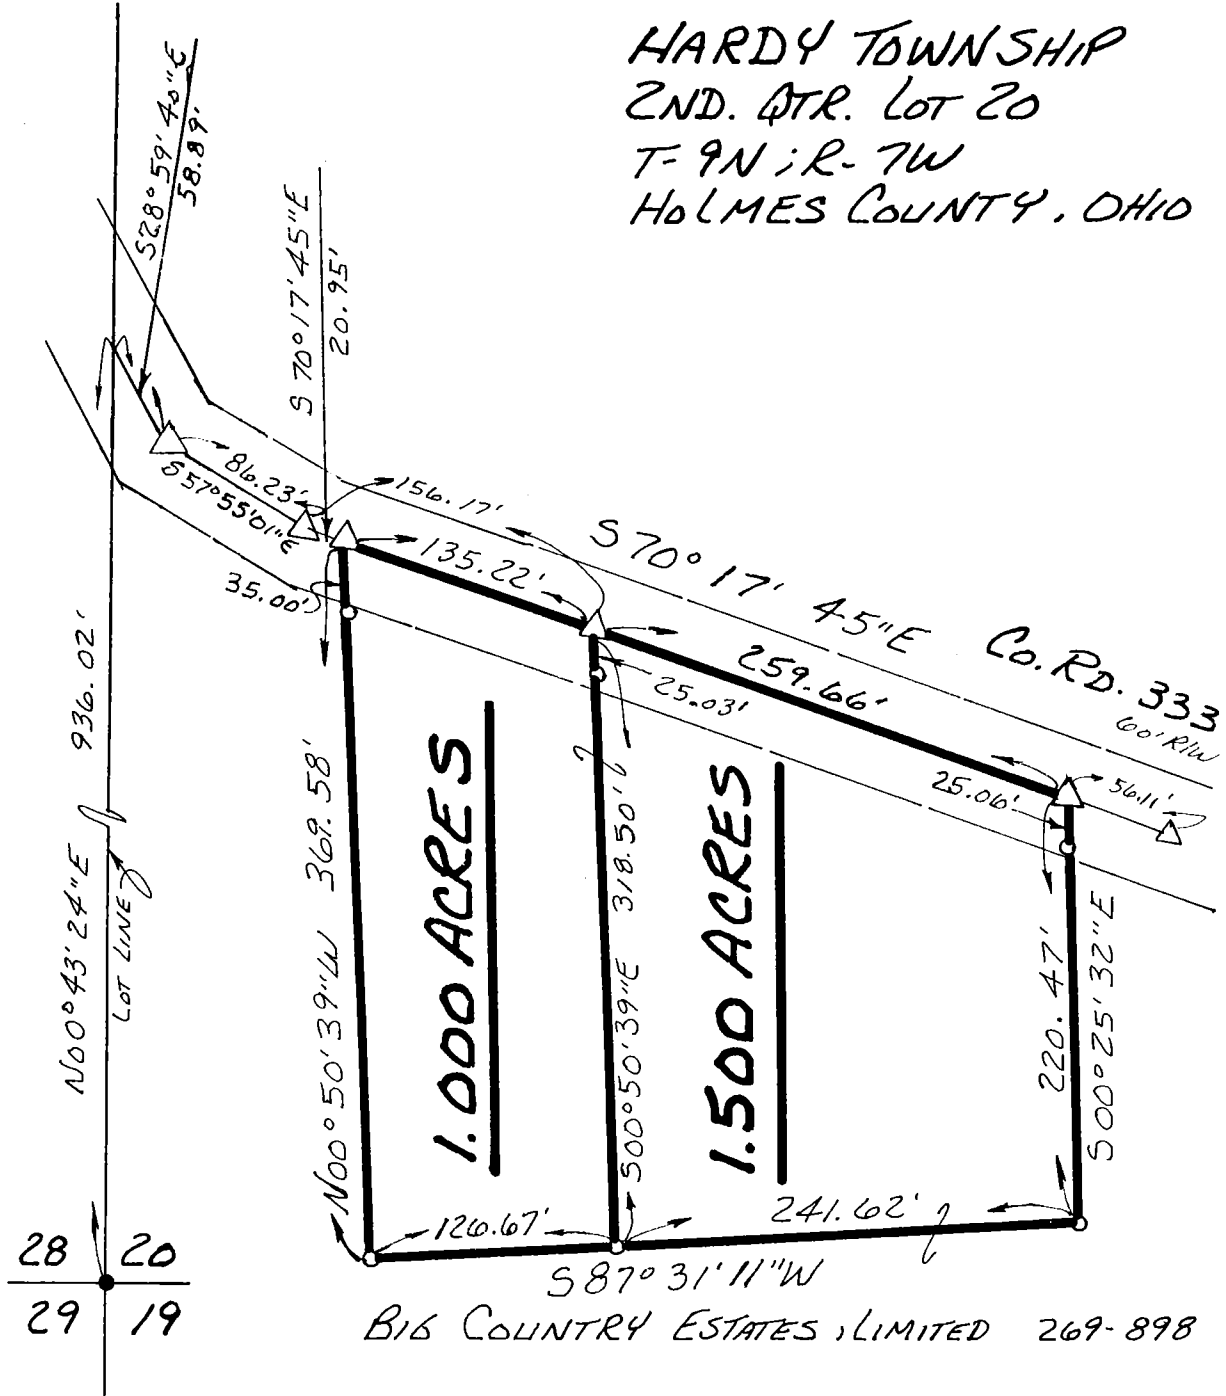 HARDY TOWNSHIP
2ND. QTR. LOT 20
T-9N; R-7W
HOLMES COUNTY, OHIO
S28°59'40"E
58.89'
S70°17'45"E
20.95'
86.23'
S57°55'01"E
156.17'
135.22'
35.00'
S70°17'45"E
CO. RD. 333
60' R/W
259.66'
25.03'
25.06'
56.11'
N00°43'24"E 936.02'
LOT LINE
N00°50'39"W 369.58'
1.000 ACRES
S00°50'39"E 318.50'
1.500 ACRES
220.47'
S00°25'32"E
126.67'
241.62'
S87°31'11"W
28 20
29 19
BIG COUNTRY ESTATES, LIMITED 269-898